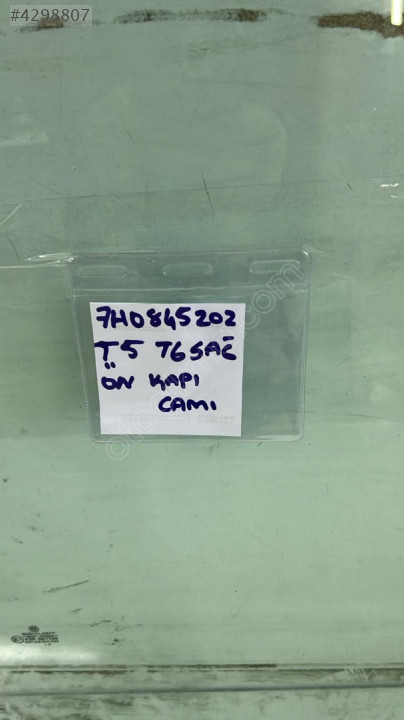 #4298807
7H0845202
T5 T6 SAĞ
ÖN KAPI
CAMI